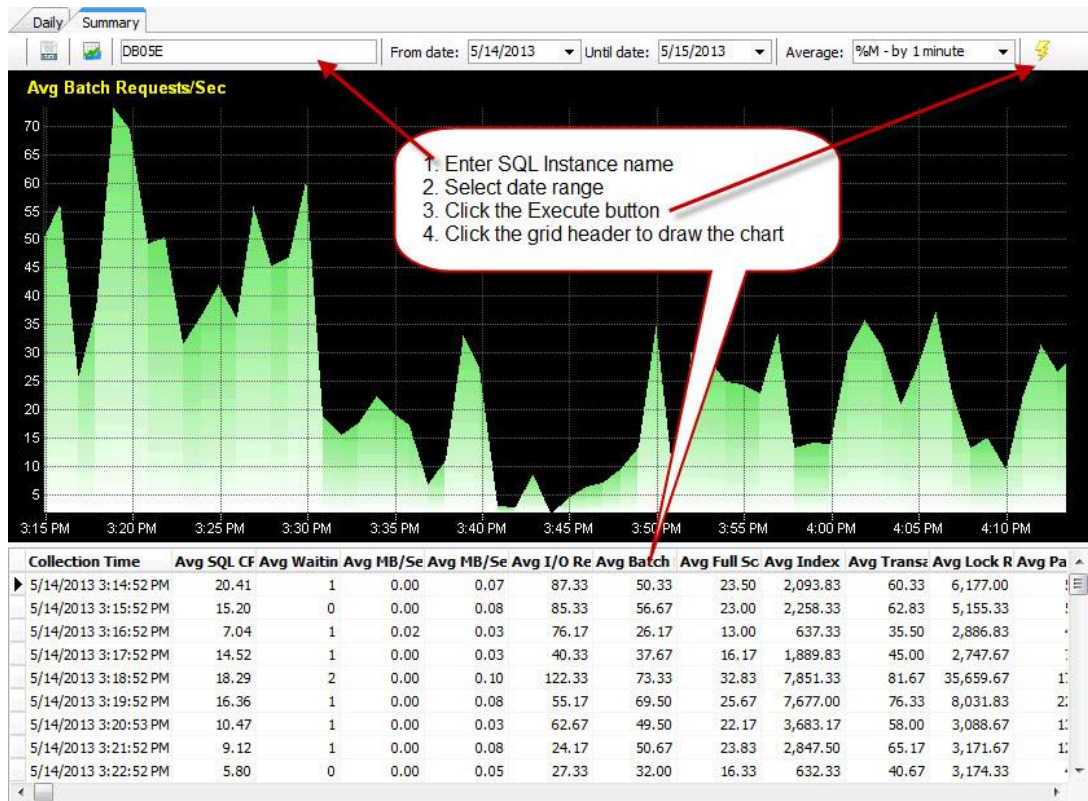 Daily Summary
DB05E From date: 5/14/2013 Until date: 5/15/2013 Average: %M - by 1 minute
Avg Batch Requests/Sec
1. Enter SQL Instance name
2. Select date range
3. Click the Execute button
4. Click the grid header to draw the chart
70
65
60
55
50
45
40
35
30
25
20
15
10
5
3:15 PM 3:20 PM 3:25 PM 3:30 PM 3:35 PM 3:40 PM 3:45 PM 3:50 PM 3:55 PM 4:00 PM 4:05 PM 4:10 PM
Collection Time Avg SQL CF Avg Waitin Avg MB/Se Avg MB/Se Avg I/O Re Avg Batch Avg Full Sc Avg Index Avg Transa Avg Lock R Avg Pa
5/14/2013 3:14:52 PM 20.41 1 0.00 0.07 87.33 50.33 23.50 2,093.83 60.33 6,177.00
5/14/2013 3:15:52 PM 15.20 0 0.00 0.08 85.33 56.67 23.00 2,258.33 62.83 5,155.33
5/14/2013 3:16:52 PM 7.04 1 0.02 0.03 76.17 26.17 13.00 637.33 35.50 2,886.83
5/14/2013 3:17:52 PM 14.52 1 0.00 0.03 40.33 37.67 16.17 1,889.83 45.00 2,747.67
5/14/2013 3:18:52 PM 18.29 2 0.00 0.10 122.33 73.33 32.83 7,851.33 81.67 35,659.67
5/14/2013 3:19:52 PM 16.36 1 0.00 0.08 55.17 69.50 25.67 7,677.00 76.33 8,031.83
5/14/2013 3:20:53 PM 10.47 1 0.00 0.03 62.67 49.50 22.17 3,683.17 58.00 3,088.67
5/14/2013 3:21:52 PM 9.12 1 0.00 0.08 24.17 50.67 23.83 2,847.50 65.17 3,171.67
5/14/2013 3:22:52 PM 5.80 0 0.00 0.05 27.33 32.00 16.33 632.33 40.67 3,174.33